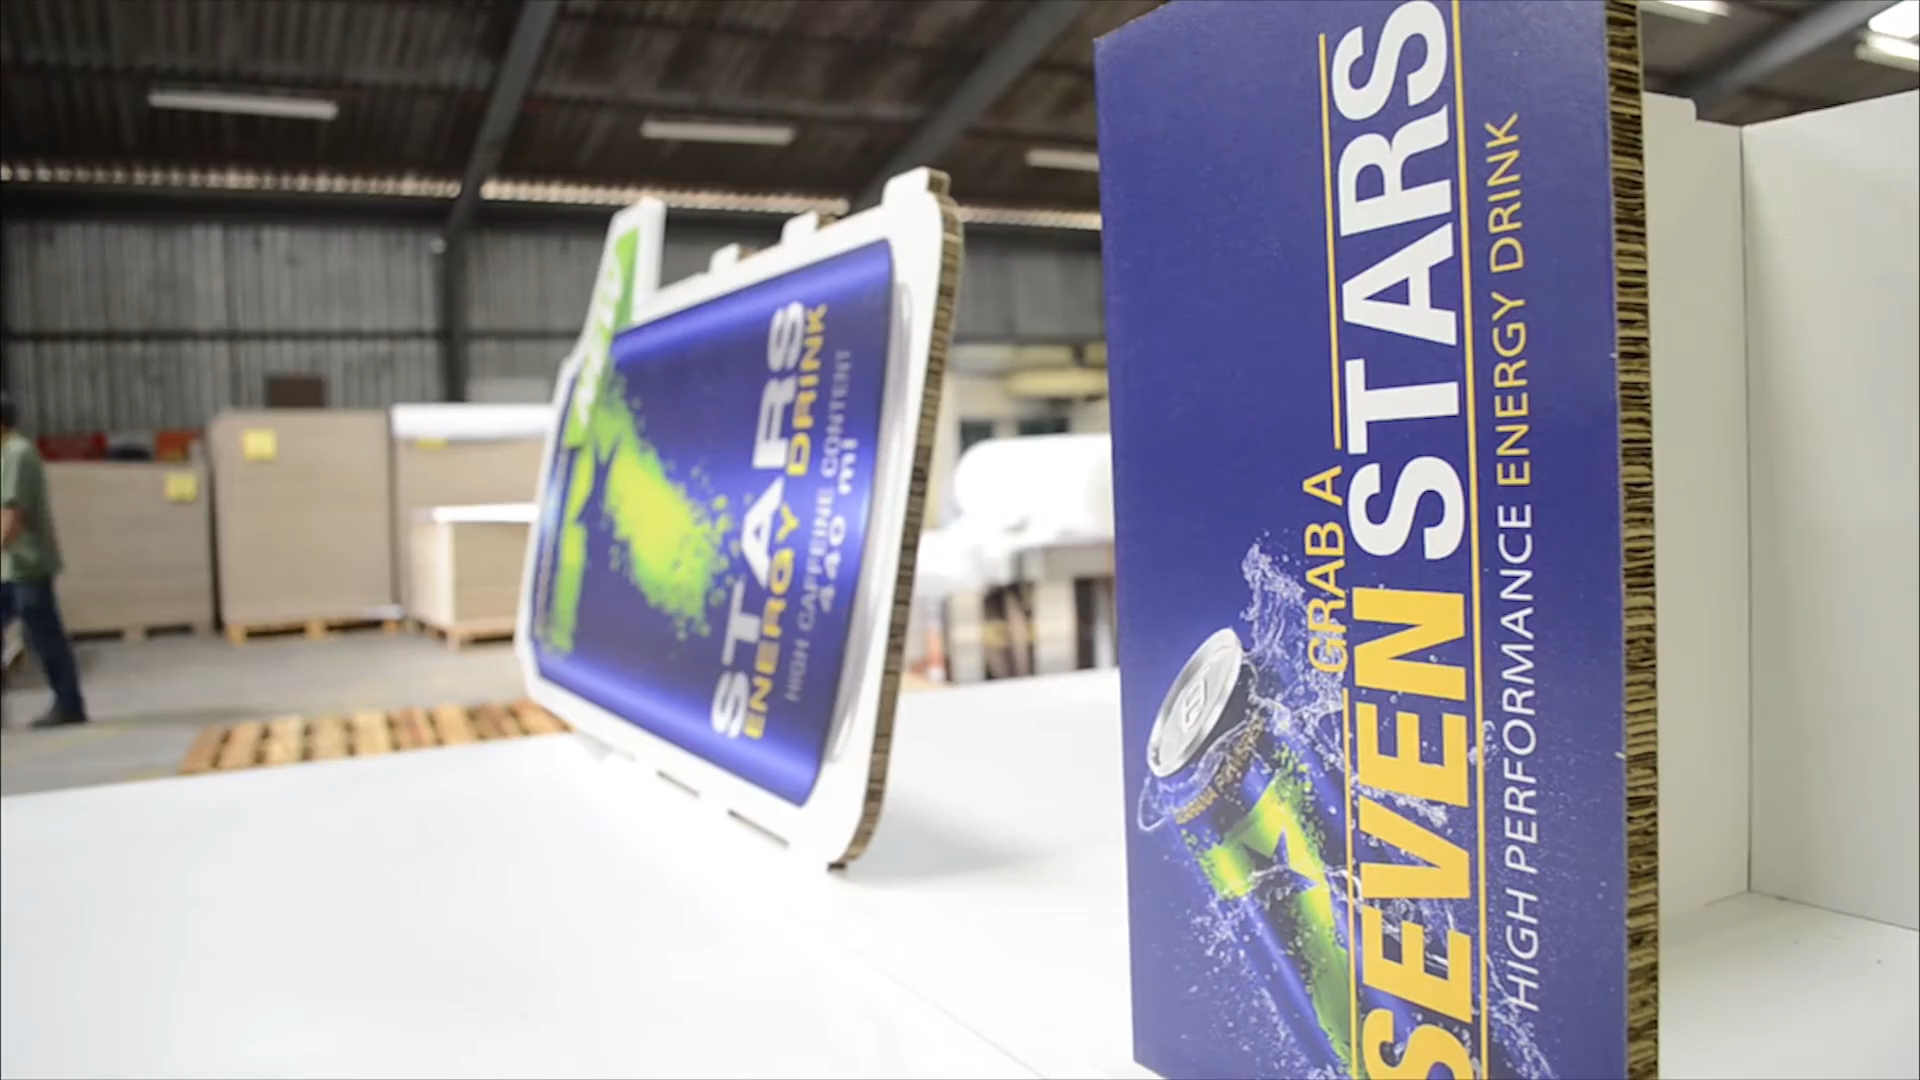 STARS
ENERGY DRINK
HIGH CAFFEINE CONTENT
440 ml
GRAB A
SEVEN STARS
HIGH PERFORMANCE ENERGY DRINK